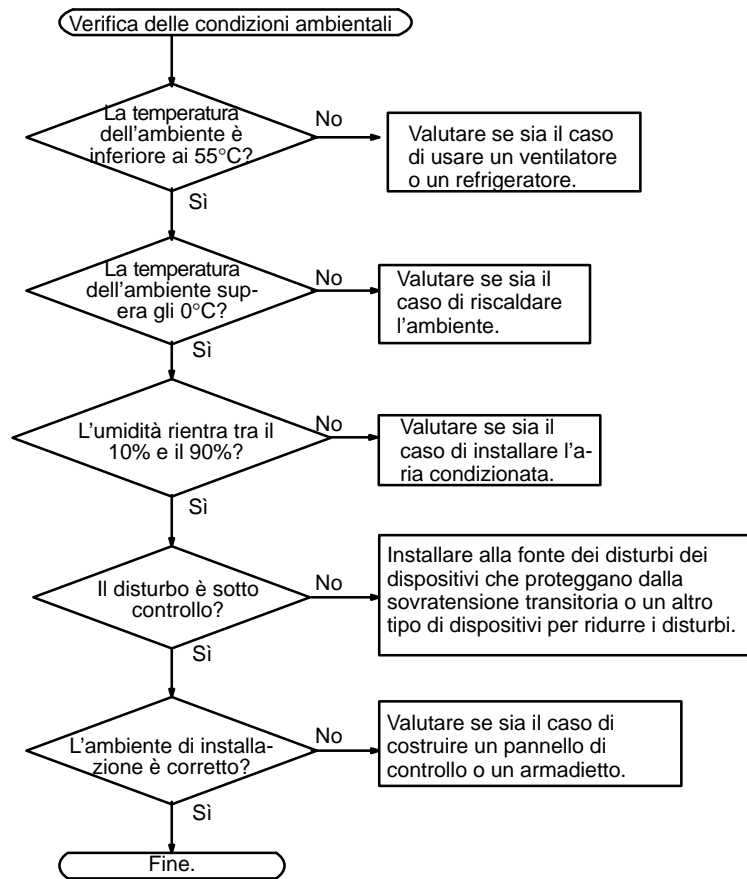 Verifica delle condizioni ambientali
La temperatura
dell'ambiente è
inferiore ai 55°C?
No
Valutare se sia il caso
di usare un ventilatore
o un refrigeratore.
Sì
La temperatura
dell'ambiente sup-
era gli 0°C?
No
Valutare se sia il
caso di riscaldare
l'ambiente.
Sì
L'umidità rientra tra il
10% e il 90%?
No
Valutare se sia il
caso di installare l'a-
ria condizionata.
Sì
Il disturbo è sotto
controllo?
No
Installare alla fonte dei disturbi dei
dispositivi che proteggano dalla
sovratensione transitoria o un altro
tipo di dispositivi per ridurre i disturbi.
Sì
L'ambiente di installa-
zione è corretto?
No
Valutare se sia il caso di
costruire un pannello di
controllo o un armadietto.
Sì
Fine.